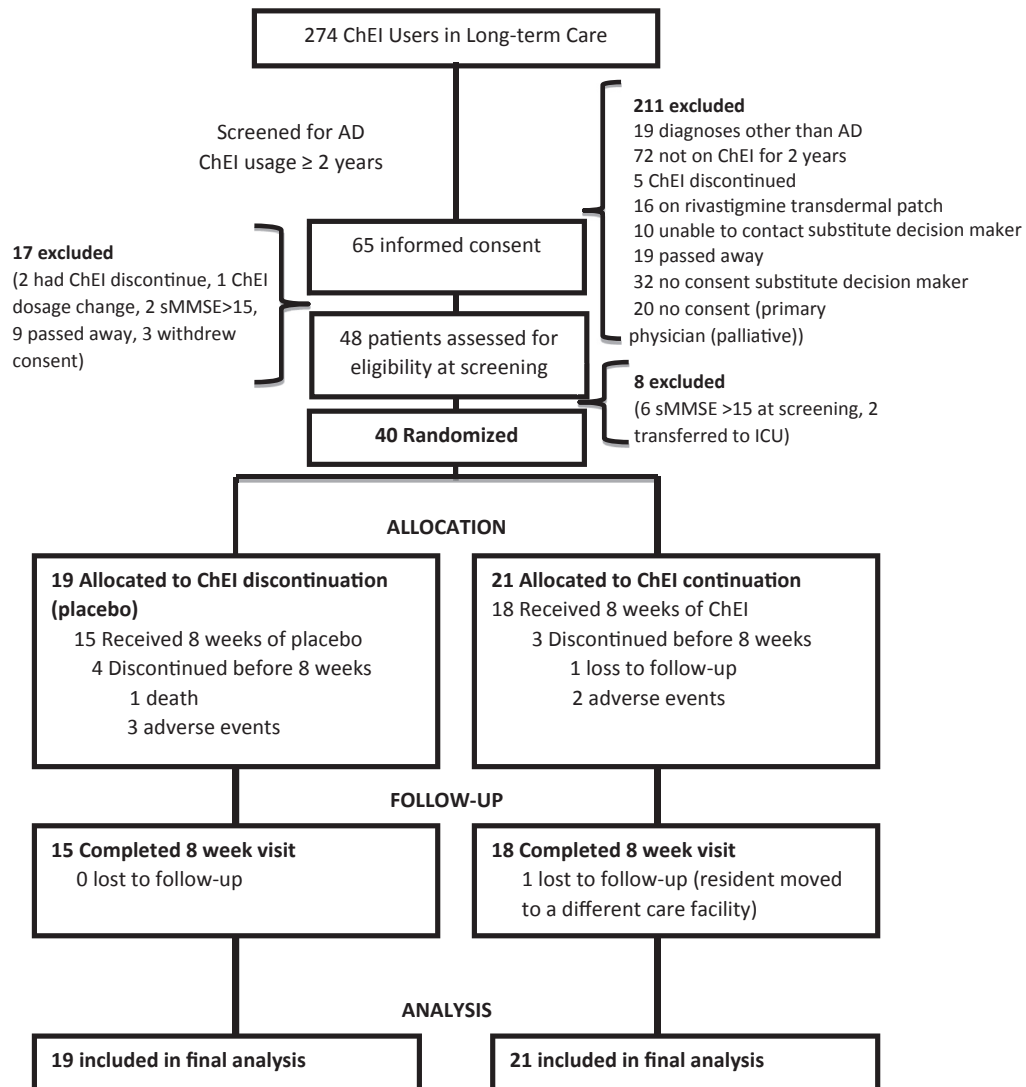 274 ChEI Users in Long-term Care
Screened for AD
ChEI usage ≥ 2 years
211 excluded
19 diagnoses other than AD
72 not on ChEI for 2 years
5 ChEI discontinued
16 on rivastigmine transdermal patch
10 unable to contact substitute decision maker
19 passed away
32 no consent substitute decision maker
20 no consent (primary
physician (palliative))
65 informed consent
17 excluded
(2 had ChEI discontinue, 1 ChEI
dosage change, 2 sMMSE>15,
9 passed away, 3 withdrew
consent)
48 patients assessed for
eligibility at screening
8 excluded
(6 sMMSE >15 at screening, 2
transferred to ICU)
40 Randomized
ALLOCATION
19 Allocated to ChEI discontinuation
(placebo)
15 Received 8 weeks of placebo
4 Discontinued before 8 weeks
1 death
3 adverse events
21 Allocated to ChEI continuation
18 Received 8 weeks of ChEI
3 Discontinued before 8 weeks
1 loss to follow-up
2 adverse events
FOLLOW-UP
15 Completed 8 week visit
0 lost to follow-up
18 Completed 8 week visit
1 lost to follow-up (resident moved
to a different care facility)
ANALYSIS
19 included in final analysis
21 included in final analysis